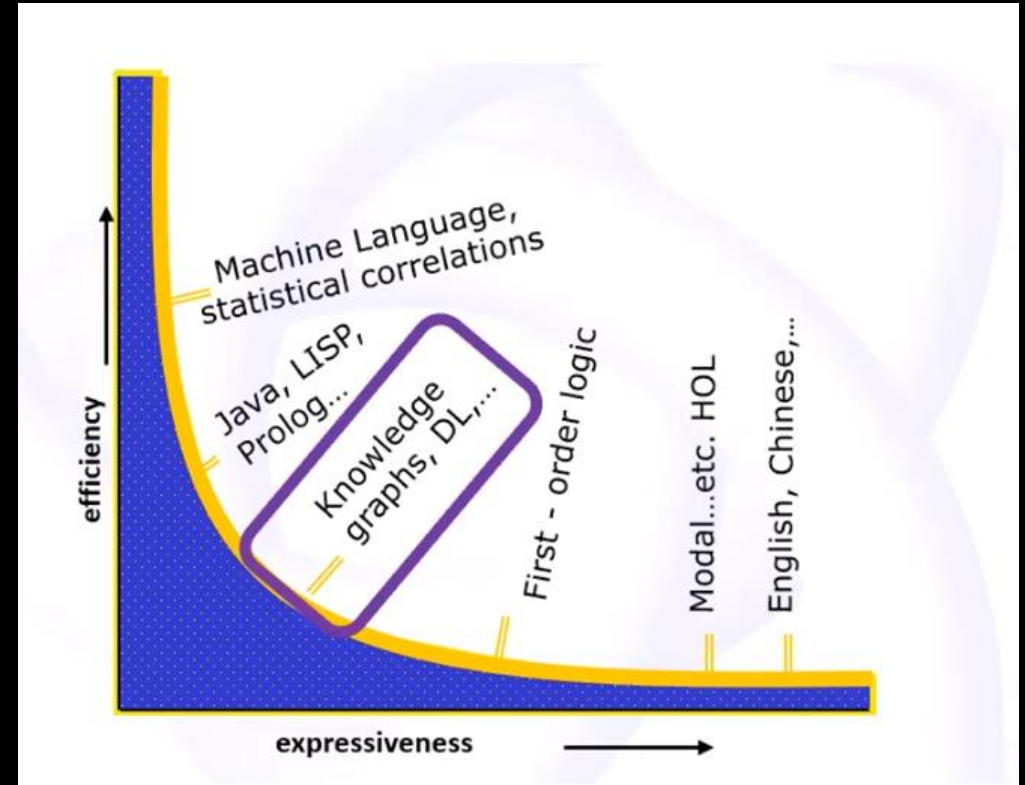 Machine Language,
statistical correlations
Java, LISP,
Prolog...
Knowledge
graphs, DL,...
First - order logic
Modal...etc. HOL
English, Chinese,...
efficiency
expressiveness